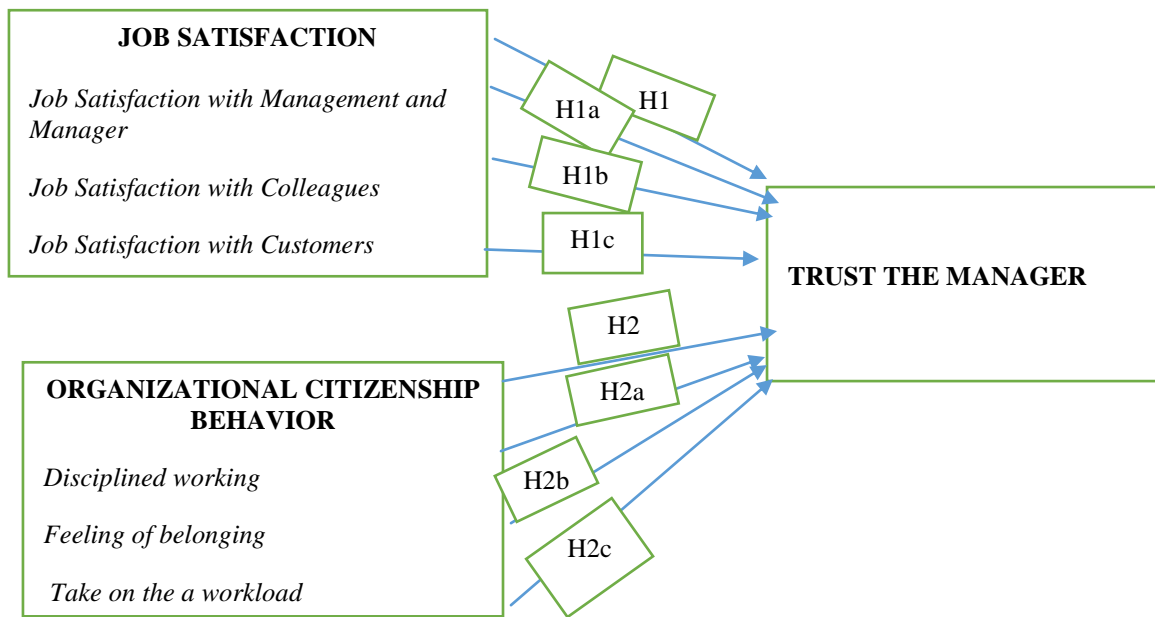 JOB SATISFACTION
Job Satisfaction with Management and
Manager
Job Satisfaction with Colleagues
Job Satisfaction with Customers
H1
H1a
H1b
H1c
TRUST THE MANAGER
H2
H2a
H2b
H2c
ORGANIZATIONAL CITIZENSHIP
BEHAVIOR
Disciplined working
Feeling of belonging
Take on the a workload